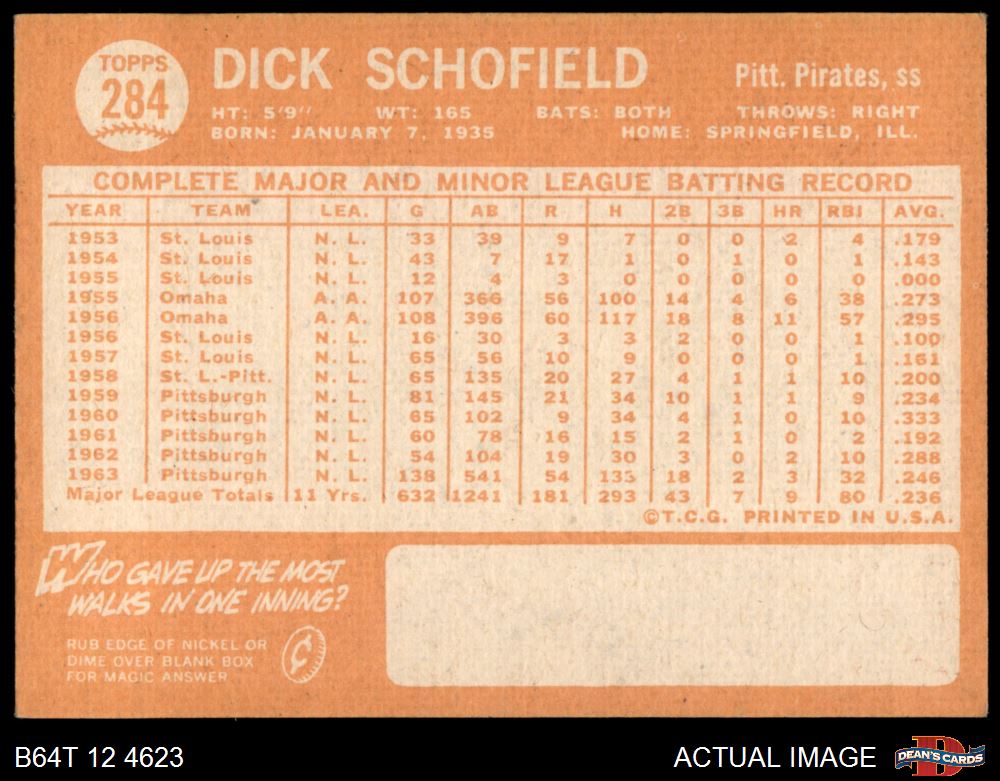 TOPPS
284
DICK SCHOFIELD
Pitt. Pirates, SS
HT: 5'9" WT: 165 BATS: BOTH THROWS: RIGHT
BORN: JANUARY 7, 1935 HOME: SPRINGFIELD, ILL.
COMPLETE MAJOR AND MINOR LEAGUE BATTING RECORD
YEAR TEAM LEA. G AB R H 2B 3B HR RBI AVG.
1953 St. Louis N. L. 33 39 9 7 0 0 2 4 .179
1954 St. Louis N. L. 43 7 17 1 0 1 0 1 .143
1955 St. Louis N. L. 12 4 3 0 0 0 0 0 .000
1955 Omaha A. A. 107 366 56 100 14 4 6 38 .273
1956 Omaha A. A. 108 396 60 117 18 8 11 57 .295
1956 St. Louis N. L. 16 30 3 3 2 0 0 1 .100
1957 St. Louis N. L. 65 56 10 9 0 0 0 1 .161
1958 St. L.-Pitt. N. L. 65 135 20 27 4 1 1 10 .200
1959 Pittsburgh N. L. 81 145 21 34 10 1 1 9 .234
1960 Pittsburgh N. L. 65 102 9 34 4 1 0 10 .333
1961 Pittsburgh N. L. 60 78 16 15 2 1 0 2 .192
1962 Pittsburgh N. L. 54 104 19 30 3 0 2 10 .288
1963 Pittsburgh N. L. 138 541 54 133 18 2 3 32 .246
Major League Totals 11 Yrs. 632 1241 181 293 43 7 9 80 .236
©T.C.G. PRINTED IN U.S.A.
WHO GAVE UP THE MOST
WALKS IN ONE INNING?
RUB EDGE OF NICKEL OR
DIME OVER BLANK BOX
FOR MAGIC ANSWER
¢
B64T 12 4623
ACTUAL IMAGE
DEAN'S CARDS